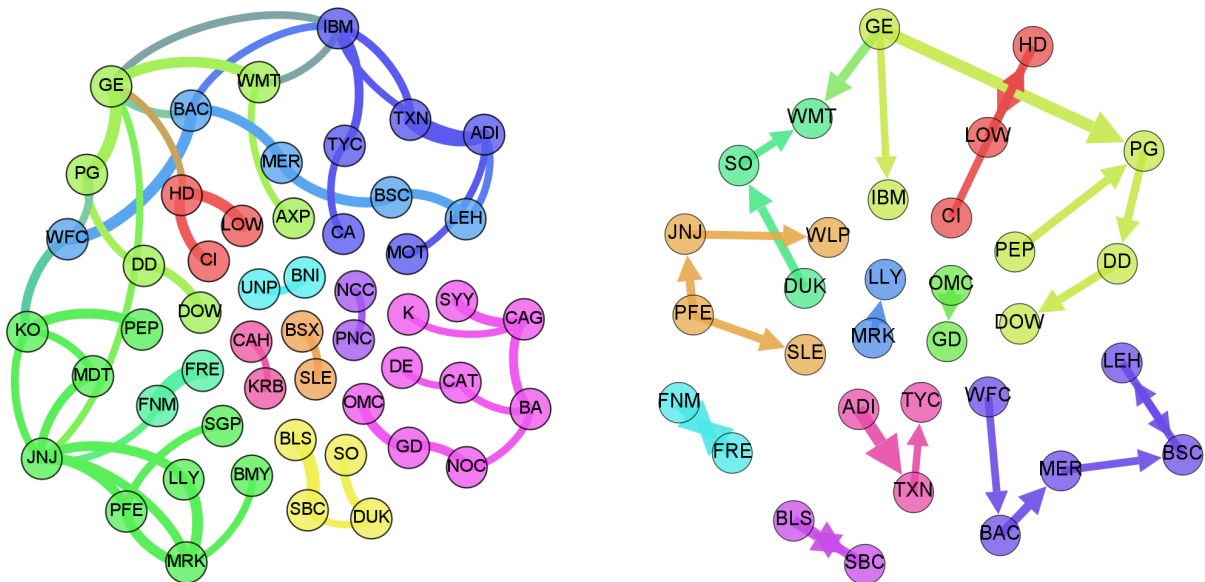 IBM
GE
WMT
BAC
TXN
ADI
TYC
MER
PG
HD
BSC
AXP
LOW
LEH
CA
WFC
MOT
CI
DD
BNI
UNP
NCC
DOW
SYY
K
CAG
KO
PEP
BSX
PNC
CAH
DE
FRE
MDT
SLE
KRB
CAT
FNM
OMC
BA
SGP
BLS
GD
SO
JNJ
NOC
LLY
BMY
PFE
SBC
DUK
MRK
GE
HD
WMT
LOW
PG
SO
IBM
CI
JNJ
WLP
PEP
DD
LLY
OMC
DUK
PFE
DOW
MRK
GD
SLE
LEH
WFC
FNM
ADI
TYC
FRE
BSC
MER
TXN
BLS
BAC
SBC